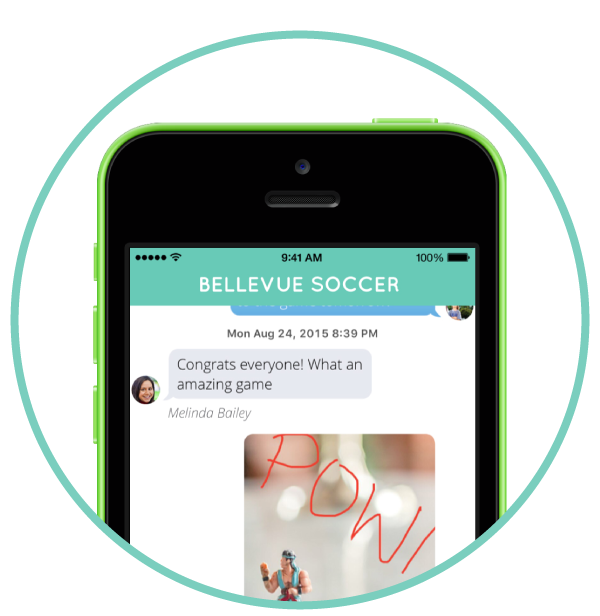 9:41 AM
100%
BELLEVUE SOCCER
Mon Aug 24, 2015 8:39 PM
Congrats everyone! What an
amazing game
Melinda Bailey
POW!